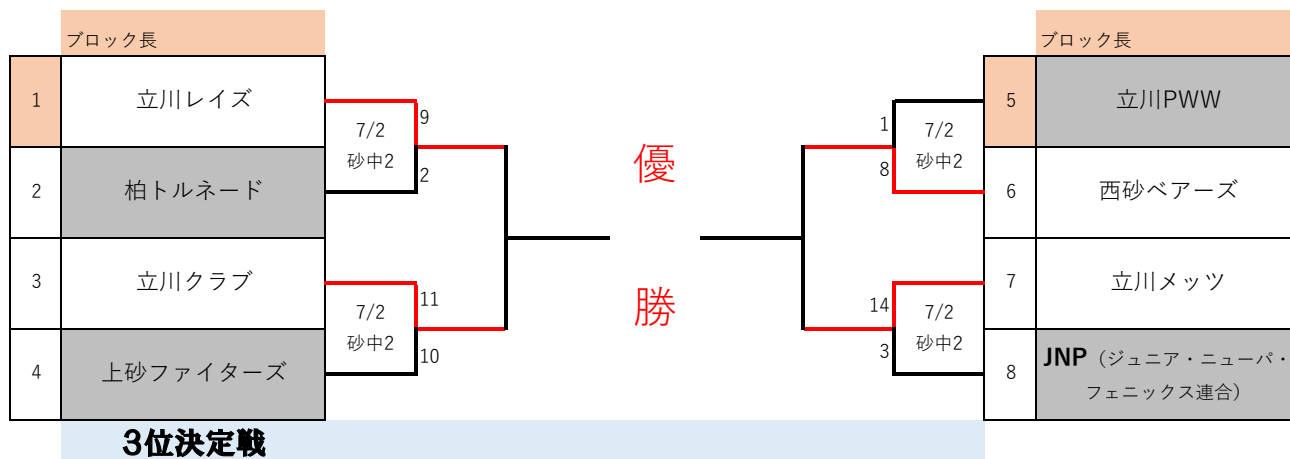 ブロック長
1
立川レイズ
2
柏トルネード
3
立川クラブ
4
上砂ファイターズ
7/2
砂中2
9
2
7/2
砂中2
11
10
優
勝
1
8
7/2
砂中2
14
3
7/2
砂中2
ブロック長
5
立川PWW
6
西砂ベアーズ
7
立川メッツ
8
JNP（ジュニア・ニューパ・
フェニックス連合）
3位決定戦